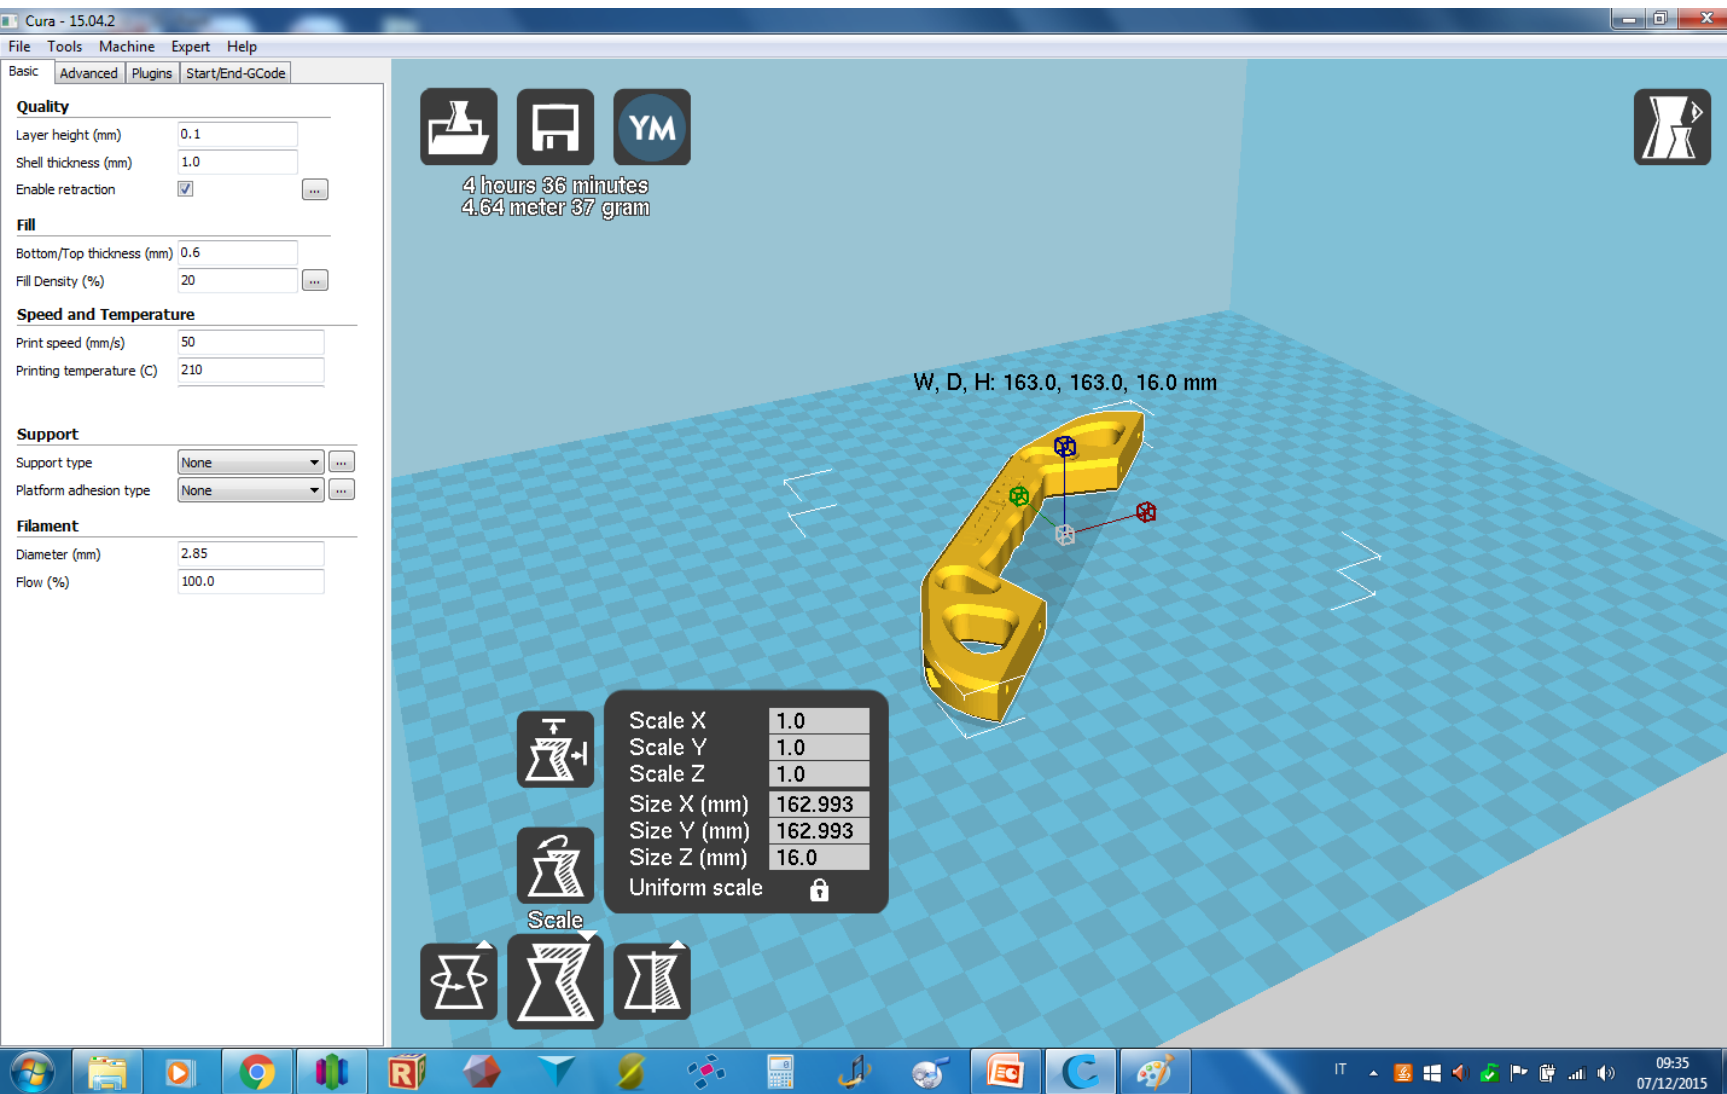 Cura - 15.04.2
File Tools Machine Expert Help
Basic Advanced Plugins Start/End-GCode
Quality
Layer height (mm) 0.1
Shell thickness (mm) 1.0
Enable retraction ...
Fill
Bottom/Top thickness (mm) 0.6
Fill Density (%) 20 ...
Speed and Temperature
Print speed (mm/s) 50
Printing temperature (C) 210
Support
Support type None ...
Platform adhesion type None ...
Filament
Diameter (mm) 2.85
Flow (%) 100.0
YM
4 hours 36 minutes
4.64 meter 37 gram
W, D, H: 163.0, 163.0, 16.0 mm
Scale X 1.0
Scale Y 1.0
Scale Z 1.0
Size X (mm) 162.993
Size Y (mm) 162.993
Size Z (mm) 16.0
Uniform scale
Scale
R
C
IT
09:35
07/12/2015